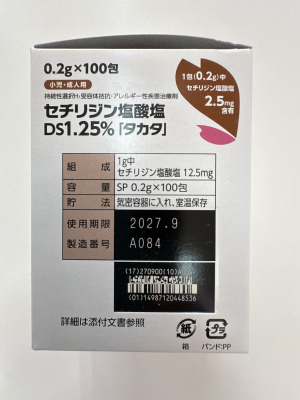 0.2g×100包
小児・成人用
持続性選択H₁受容体拮抗・アレルギー性疾患治療剤
セチリジン塩酸塩
DS1.25%「タカタ」
1包(0.2g)中
セチリジン塩酸塩
2.5mg
含有
組成 1g中
セチリジン塩酸塩 12.5mg
容量 SP 0.2g×100包
貯法 気密容器に入れ、室温保存
使用期限 2027.9
製造番号 A084
(17)270900(10)A084
(01)14987120448536
詳細は添付文書参照
紙
箱
プラ
バンド:PP